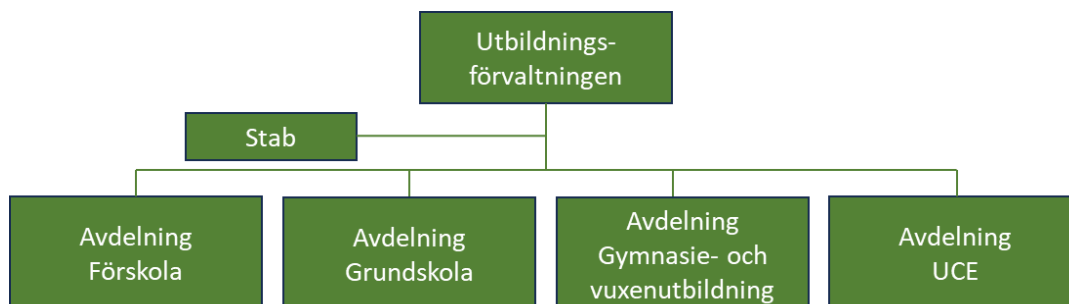 Utbildnings-
förvaltningen
Stab
Avdelning
Förskola
Avdelning
Grundskola
Avdelning
Gymnasie- och
vuxenutbildning
Avdelning
UCE